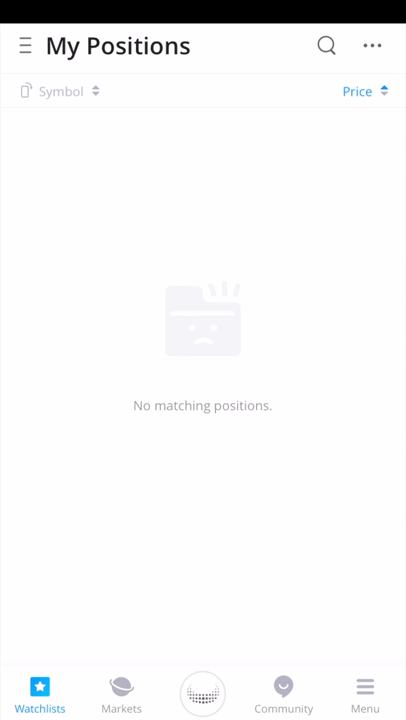 My Positions
Symbol
Price
No matching positions.
Watchlists
Markets
Community
Menu